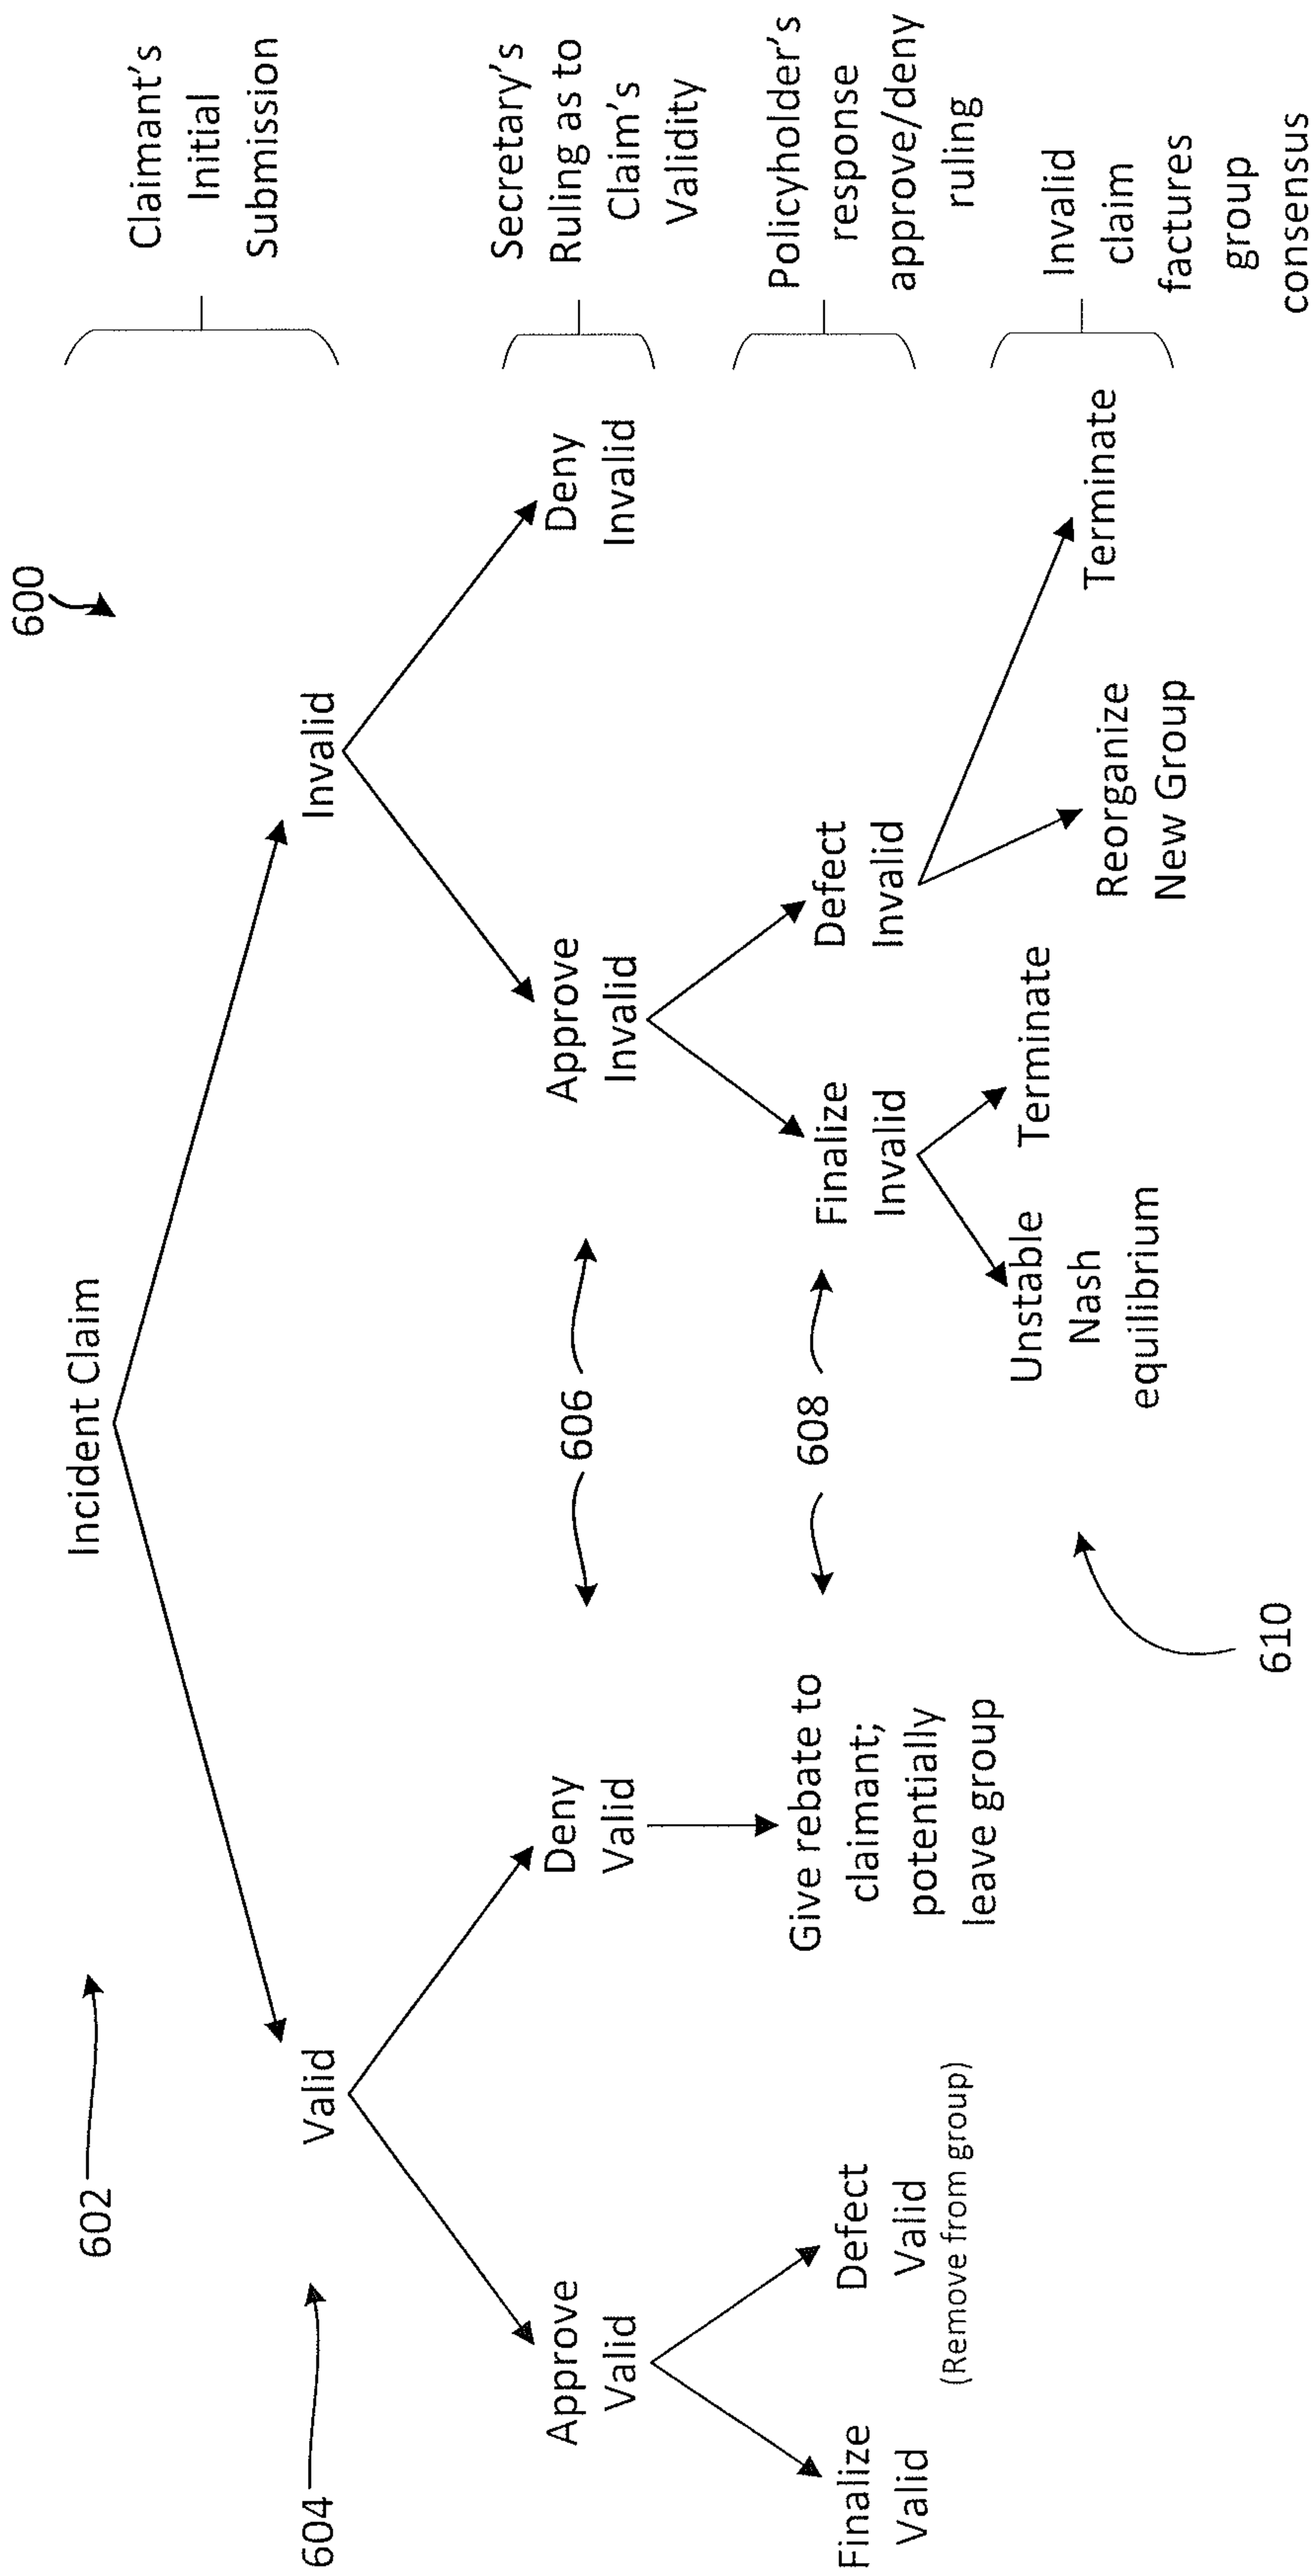 600
Incident Claim
602
Claimant's
Initial
Submission
604
Valid
Invalid
Approve
Valid
Deny
Valid
606
Approve
Invalid
Deny
Invalid
Secretary's
Ruling as to
Claim's
Validity
Finalize
Valid
Defect
Valid
(Remove from group)
Give rebate to
claimant;
potentially
leave group
608
Finalize
Invalid
Defect
Invalid
Policyholder's
response
approve/deny
ruling
610
Unstable
Nash
equilibrium
Terminate
Reorganize
New Group
Terminate
Invalid
claim
factures
group
consensus